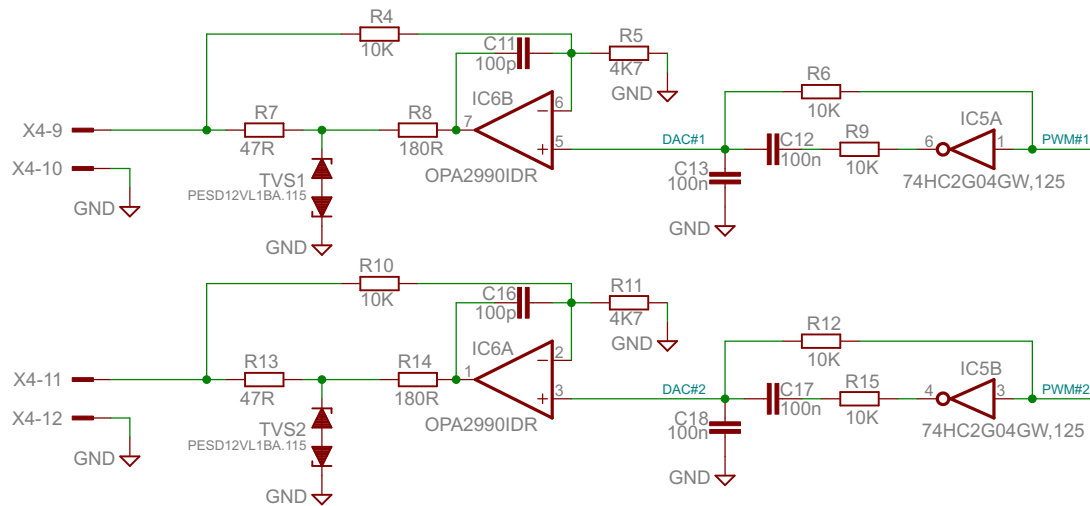 R4
10K
C11
100p
R5
4K7
GND
R6
10K
IC6B
6
7
5
OPA2990IDR
R7
47R
R8
180R
X4-9
X4-10
GND
TVS1
PESD12VL1BA.115
GND
DAC#1
C12
100n
R9
10K
IC5A
6
1
PWM#1
74HC2G04GW,125
C13
100n
GND
R10
10K
C16
100p
R11
4K7
GND
R12
10K
IC6A
2
1
3
OPA2990IDR
R13
47R
R14
180R
X4-11
X4-12
GND
TVS2
PESD12VL1BA.115
GND
DAC#2
C17
100n
R15
10K
IC5B
4
3
PWM#2
74HC2G04GW,125
C18
100n
GND